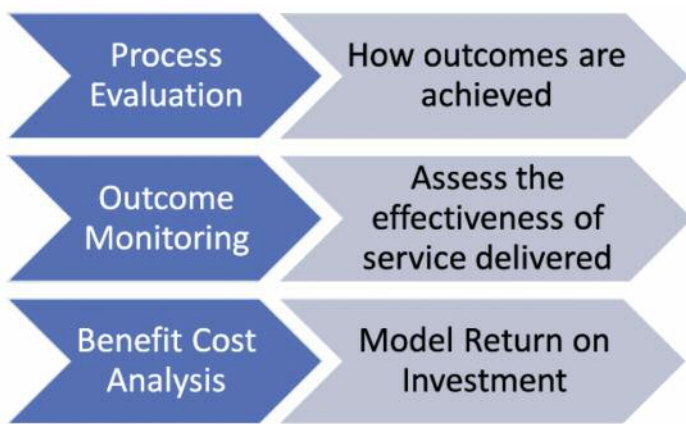 Process
Evaluation
How outcomes are
achieved
Outcome
Monitoring
Assess the
effectiveness of
service delivered
Benefit Cost
Analysis
Model Return on
Investment